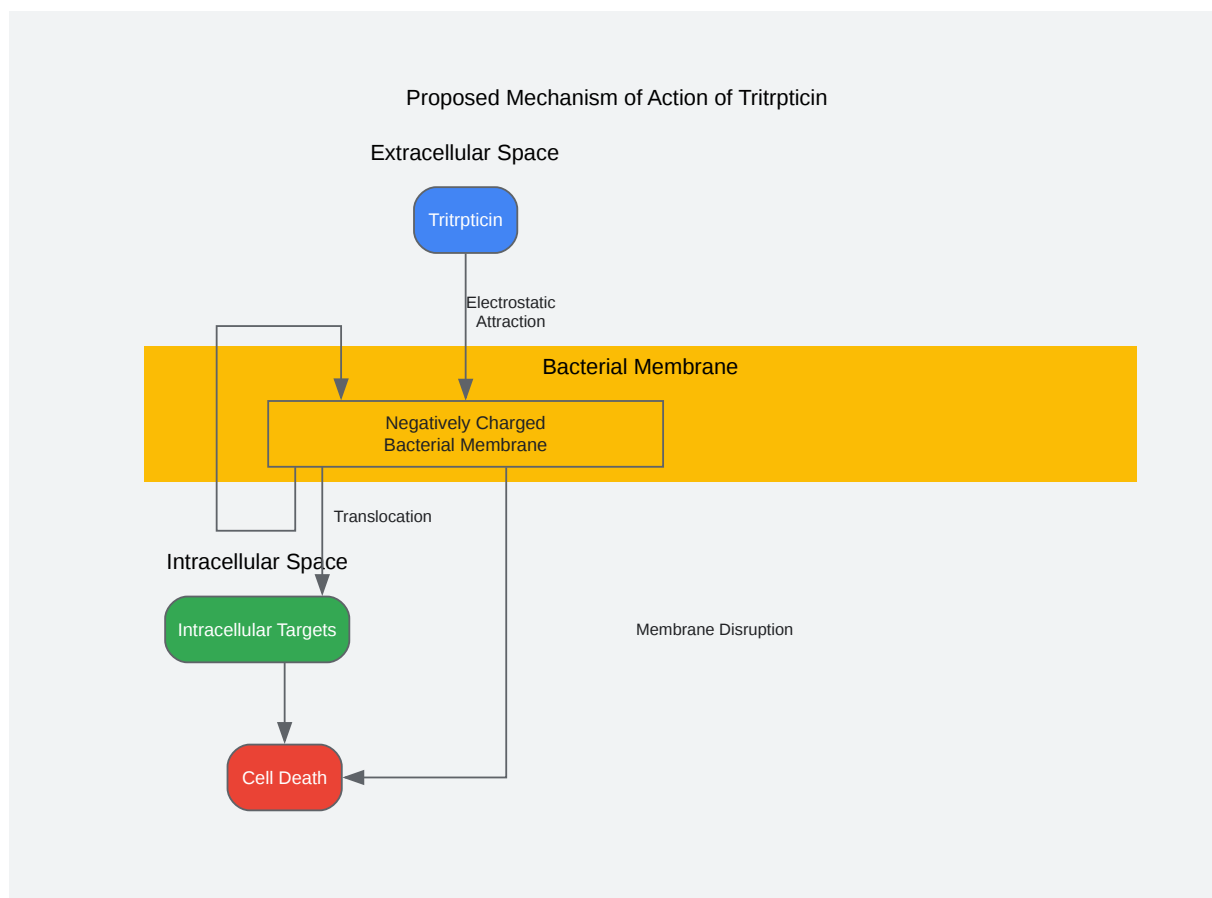 Proposed Mechanism of Action of Tritrpticin
Extracellular Space
Tritrpticin
Electrostatic
Attraction
Bacterial Membrane
Negatively Charged
Bacterial Membrane
Translocation
Intracellular Space
Intracellular Targets
Membrane Disruption
Cell Death